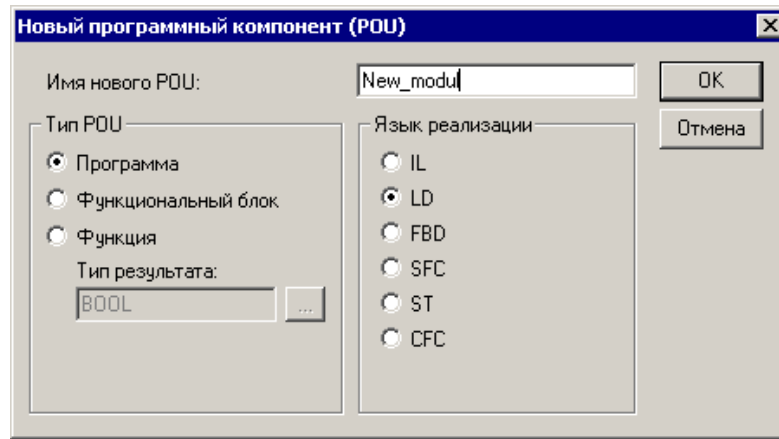 Новый программный компонент (POU)
Имя нового POU:
New_modul
OK
Отмена
Тип POU
Программа
Функциональный блок
Функция
Тип результата:
BOOL
...
Язык реализации
IL
LD
FBD
SFC
ST
CFC